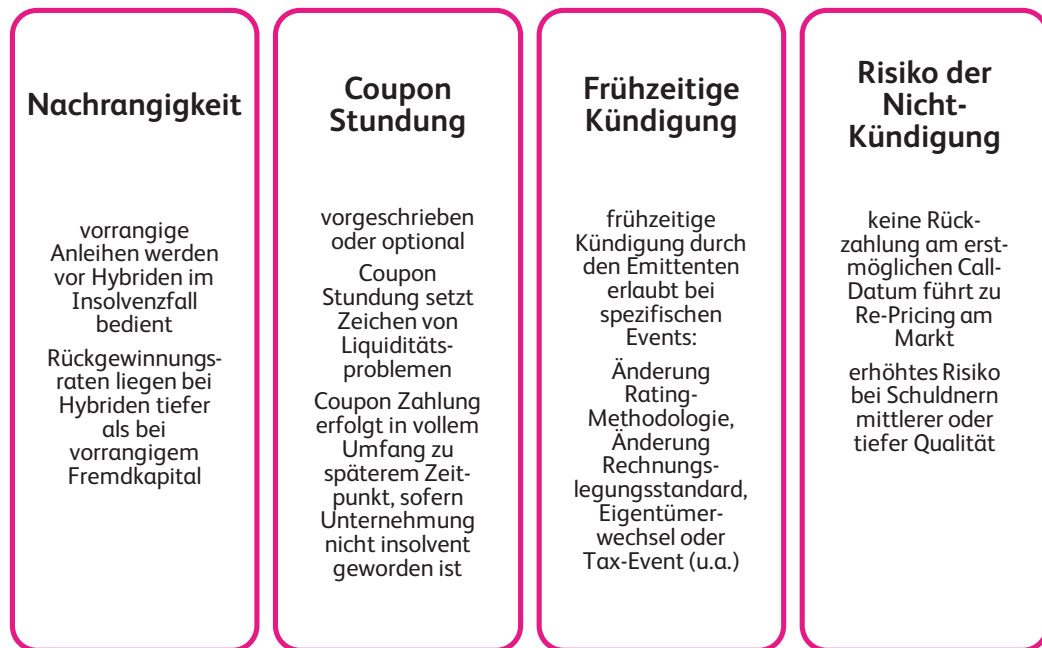 Nachrangigkeit
vorrangige
Anleihen werden
vor Hybriden im
Insolvenzfall
bedient
Rückgewinnungs-
raten liegen bei
Hybriden tiefer
als bei
vorrangigem
Fremdkapital
Coupon
Stundung
vorgeschrieben
oder optional
Coupon
Stundung setzt
Zeichen von
Liquiditäts-
problemen
Coupon Zahlung
erfolgt in vollem
Umfang zu
späterem Zeit-
punkt, sofern
Unternehmung
nicht insolvent
geworden ist
Frühzeitige
Kündigung
frühzeitige
Kündigung durch
den Emittenten
erlaubt bei
spezifischen
Events:
Änderung
Rating-
Methodologie,
Änderung
Rechnungs-
legungsstandard,
Eigentümer-
wechsel oder
Tax-Event (u.a.)
Risiko der
Nicht-
Kündigung
keine Rück-
zahlung am erst-
möglichen Call-
Datum führt zu
Re-Pricing am
Markt
erhöhtes Risiko
bei Schuldnern
mittlerer oder
tiefer Qualität